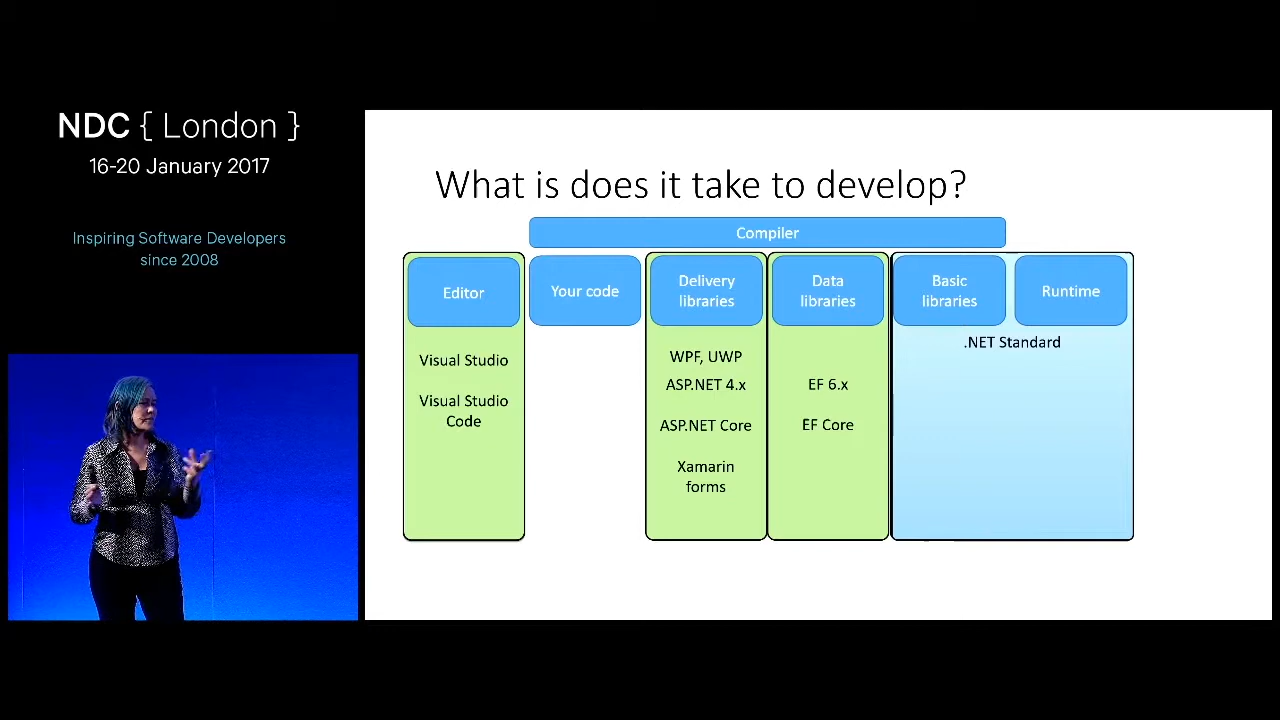 NDC { London }
16-20 January 2017
Inspiring Software Developers
since 2008
What is does it take to develop?
Compiler
Editor
Your code
Delivery
libraries
Data
libraries
Basic
libraries
Runtime
Visual Studio
Visual Studio
Code
WPF, UWP
ASP.NET 4.x
ASP.NET Core
Xamarin
forms
EF 6.x
EF Core
.NET Standard